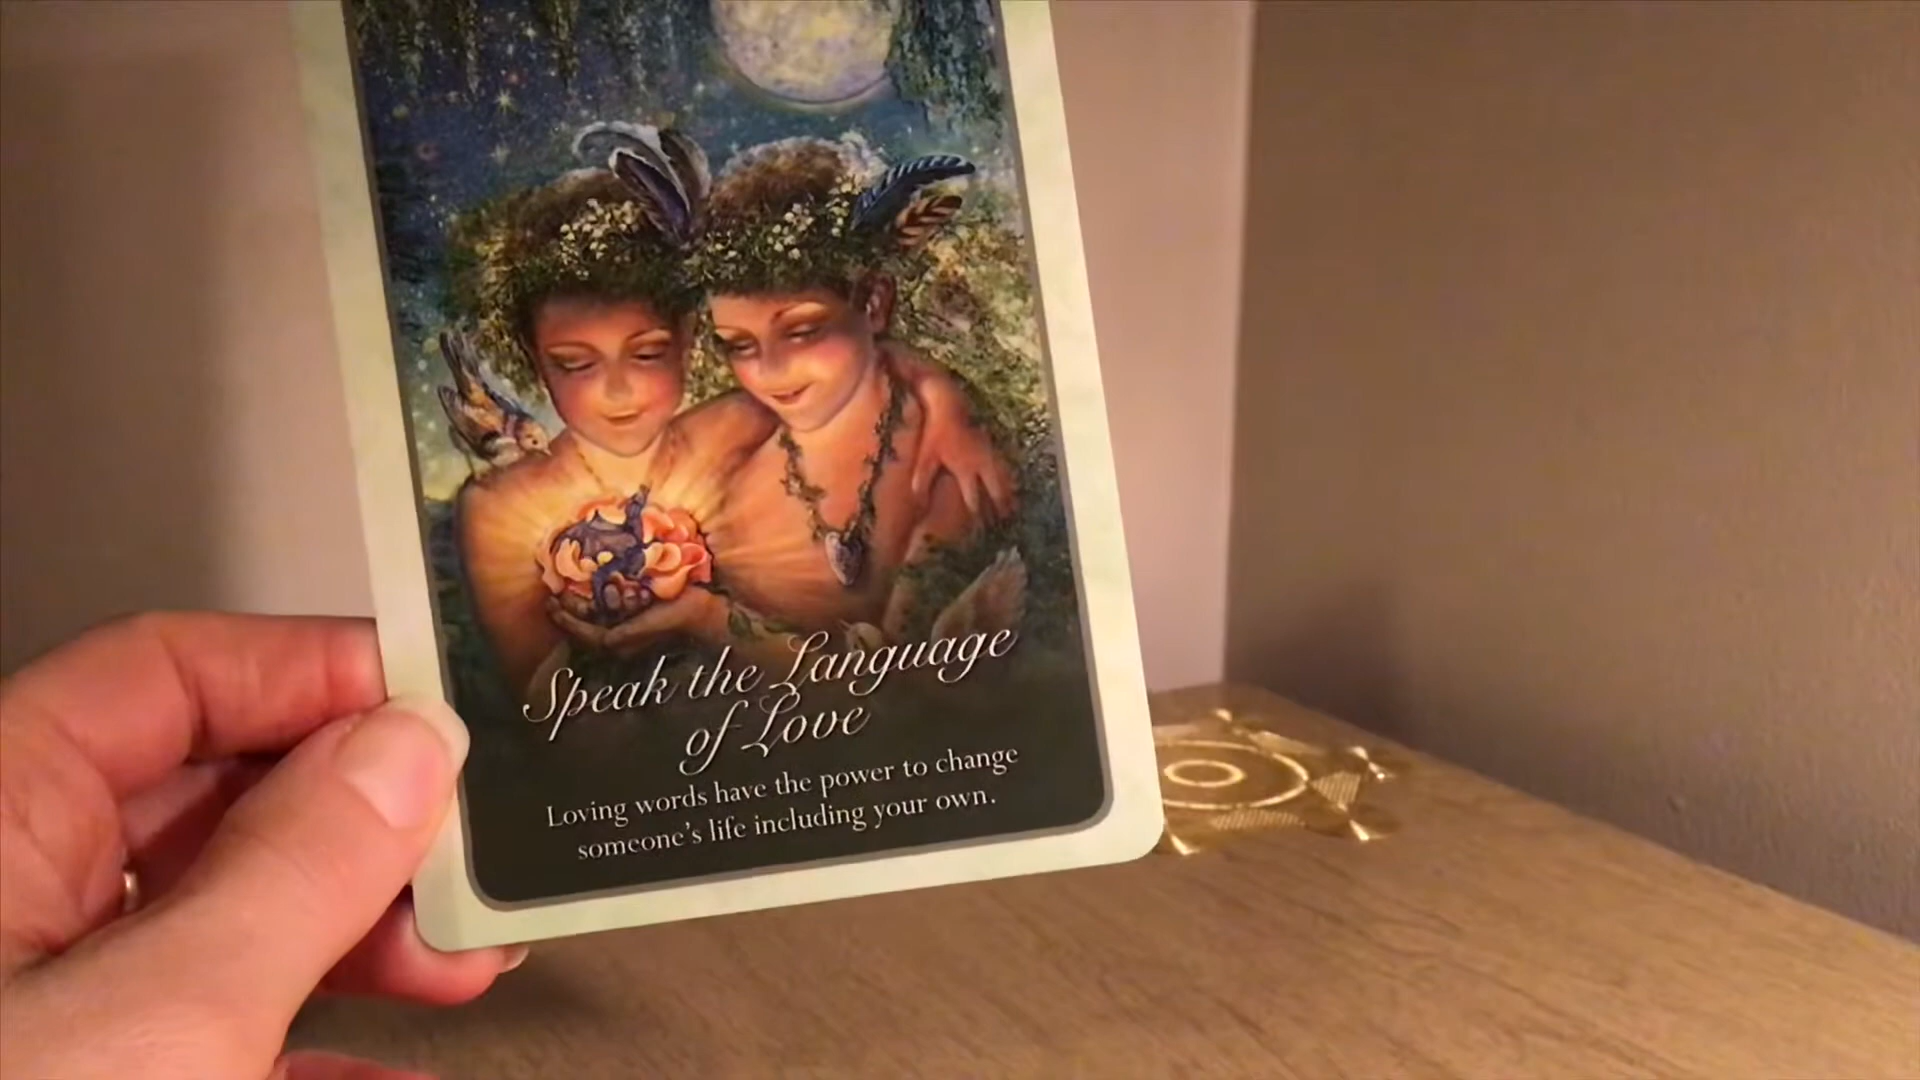 Speak the Language
of Love
Loving words have the power to change
someone's life including your own.